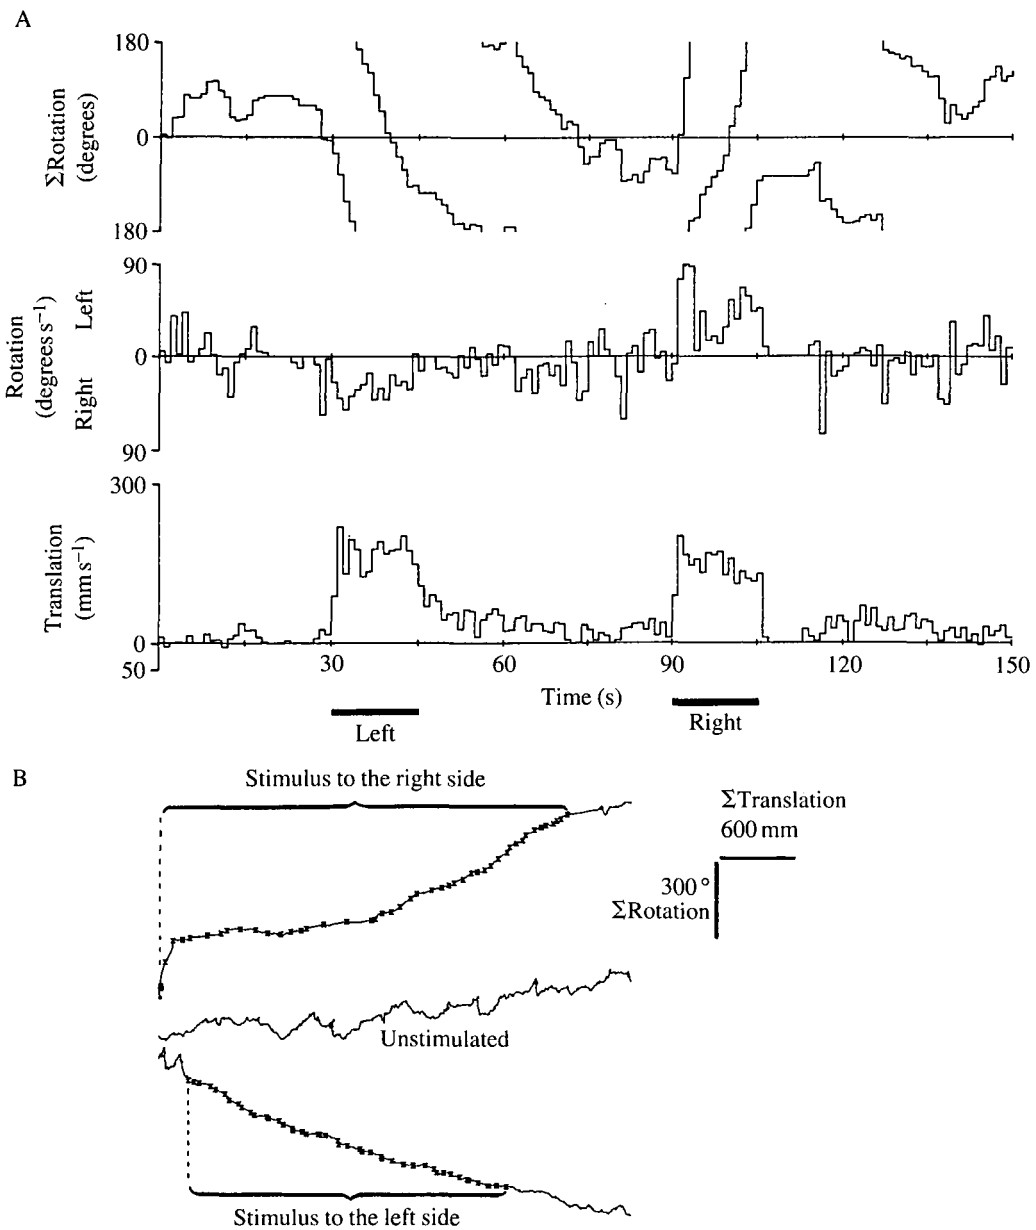 A
180
0
180
ΣRotation
(degrees)
90
0
90
Rotation
(degrees s⁻¹)
Right Left
300
0
50
Translation
(mm s⁻¹)
30 60 90 120 150
Time (s)
Left
Right
B
Stimulus to the right side
ΣTranslation
600 mm
300°
ΣRotation
Unstimulated
Stimulus to the left side